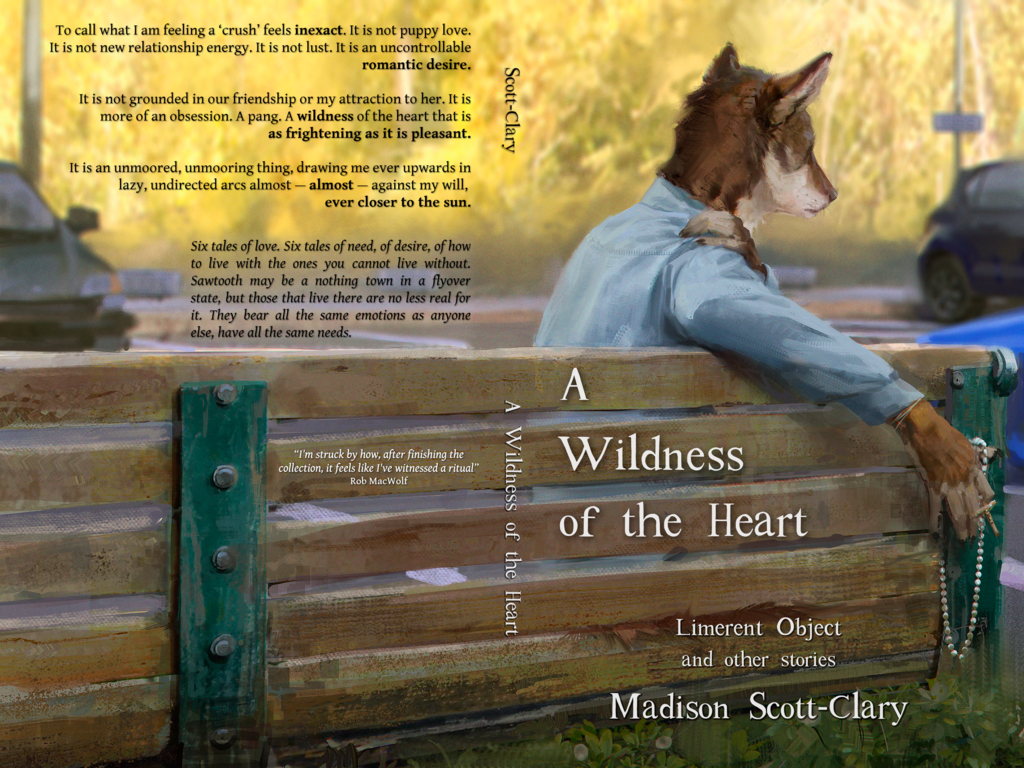 To call what I am feeling a ‘crush’ feels inexact. It is not puppy love.
It is not new relationship energy. It is not lust. It is an uncontrollable
romantic desire.
It is not grounded in our friendship or my attraction to her. It is
more of an obsession. A pang. A wildness of the heart that is
as frightening as it is pleasant.
It is an unmoored, unmooring thing, drawing me ever upwards in
lazy, undirected arcs almost — almost — against my will,
ever closer to the sun.
Six tales of love. Six tales of need, of desire, of how
to live with the ones you cannot live without.
Sawtooth may be a nothing town in a flyover
state, but those that live there are no less real for
it. They bear all the same emotions as anyone
else, have all the same needs.
“I'm struck by how, after finishing the
collection, it feels like I've witnessed a ritual”
Rob MacWolf
Scott-Clary
A Wildness of the Heart
A
Wildness
of the Heart
Limerent Object
and other stories
Madison Scott-Clary